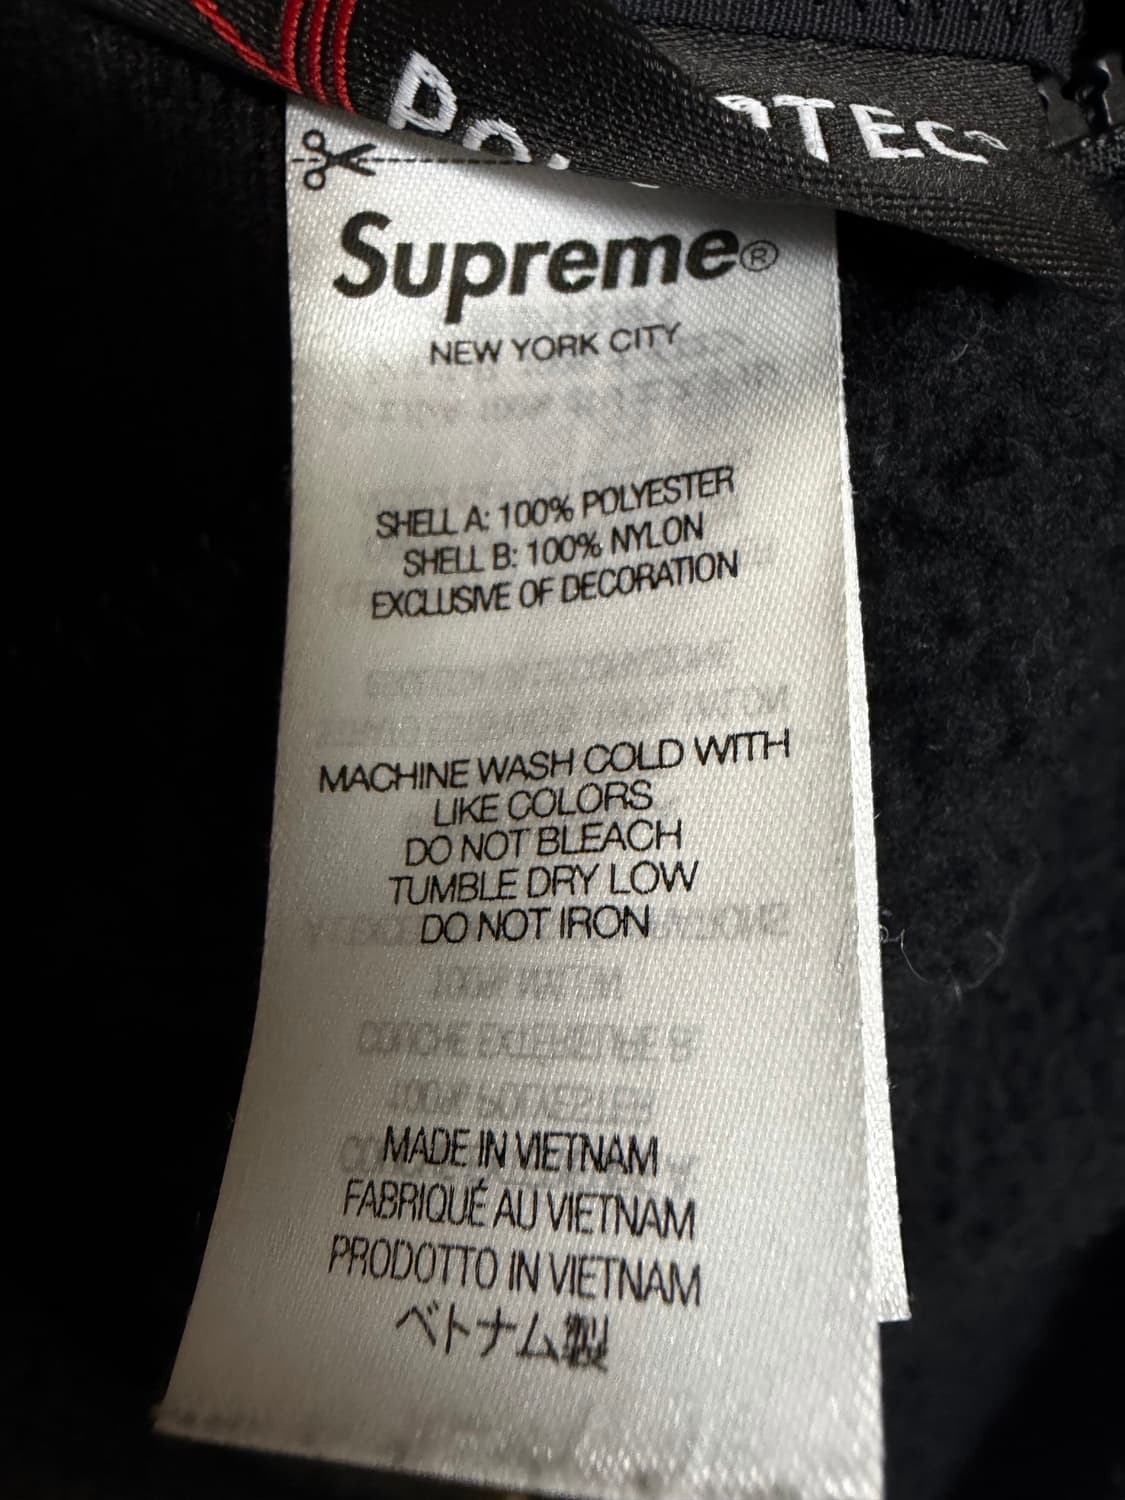 TEC
Supreme®
NEW YORK CITY
SHELL A: 100% POLYESTER
SHELL B: 100% NYLON
EXCLUSIVE OF DECORATION
MACHINE WASH COLD WITH
LIKE COLORS
DO NOT BLEACH
TUMBLE DRY LOW
DO NOT IRON
MADE IN VIETNAM
FABRIQUÉ AU VIETNAM
PRODOTTO IN VIETNAM
ベトナム製